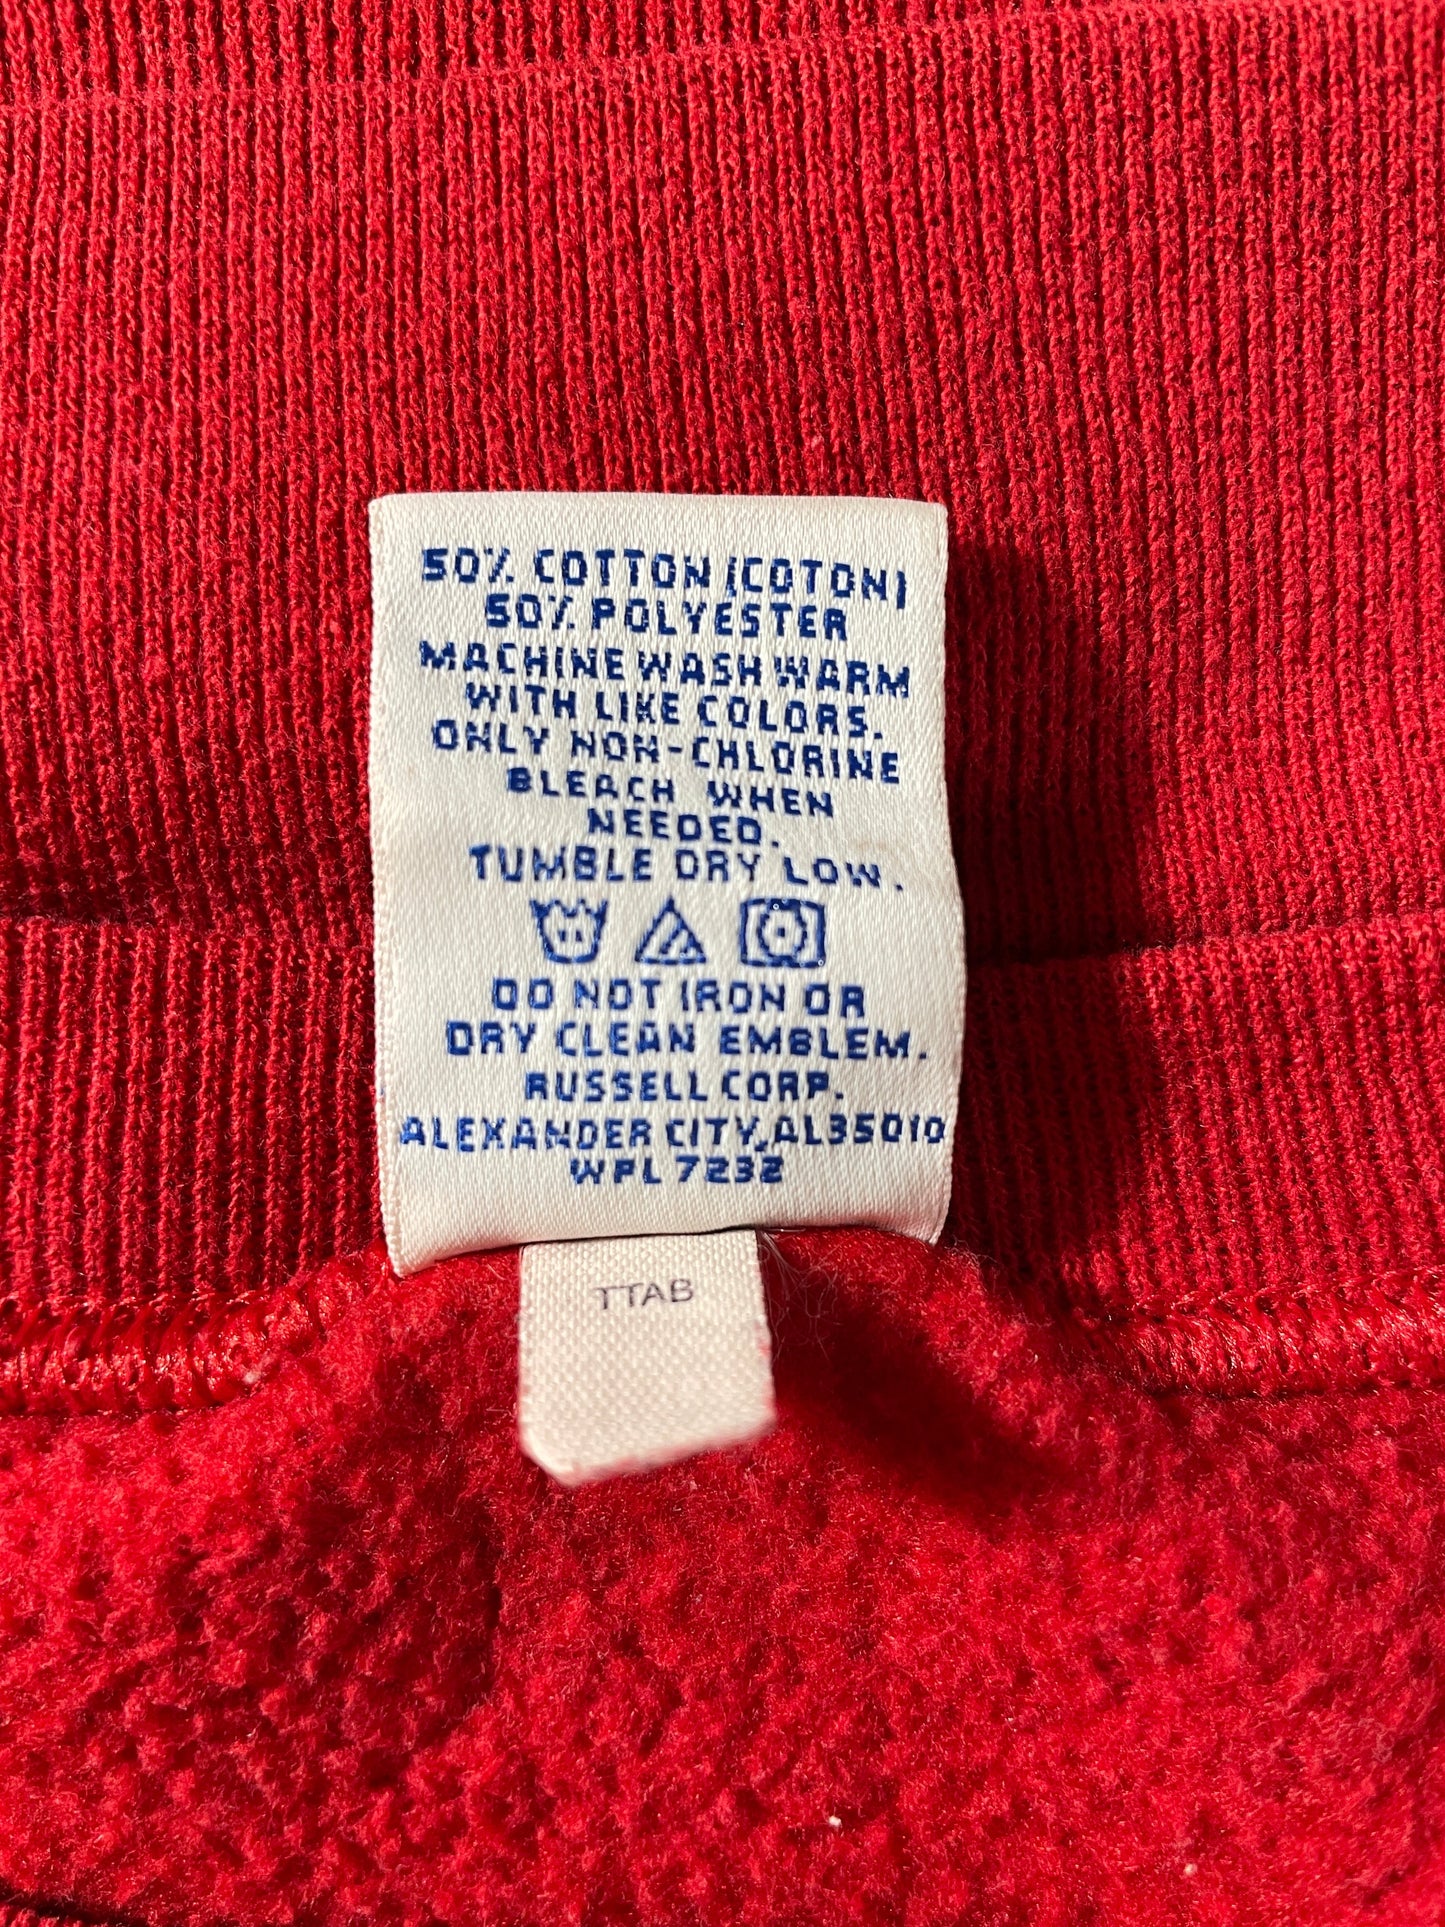 50% COTTON (COTON)
50% POLYESTER
MACHINE WASH WARM
WITH LIKE COLORS.
ONLY NON-CHLORINE
BLEACH WHEN
NEEDED.
TUMBLE DRY LOW.
DO NOT IRON OR
DRY CLEAN EMBLEM.
RUSSELL CORP.
ALEXANDER CITY, AL35010
WPL 7232
TTAB